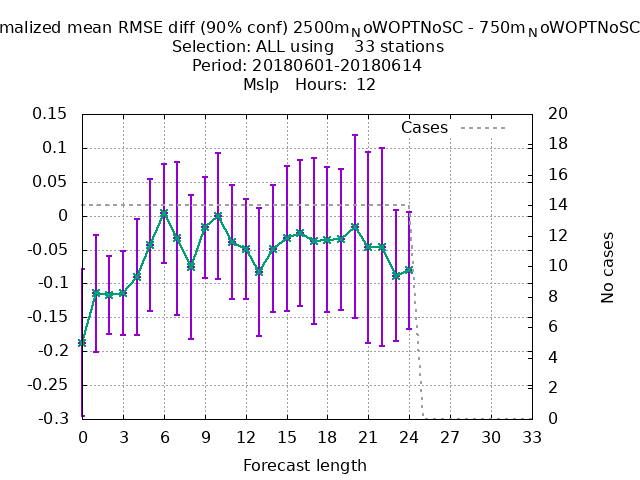 malized mean RMSE diff (90% conf) 2500mNoWOPTNoSC - 750mNoWOPTNoSC
Selection: ALL using 33 stations
Period: 20180601-20180614
Mslp Hours: 12
Cases
0.15
0.1
0.05
0
-0.05
-0.1
-0.15
-0.2
-0.25
-0.3
20
18
16
14
12
10
8
6
4
2
0
No cases
0 3 6 9 12 15 18 21 24 27 30 33
Forecast length